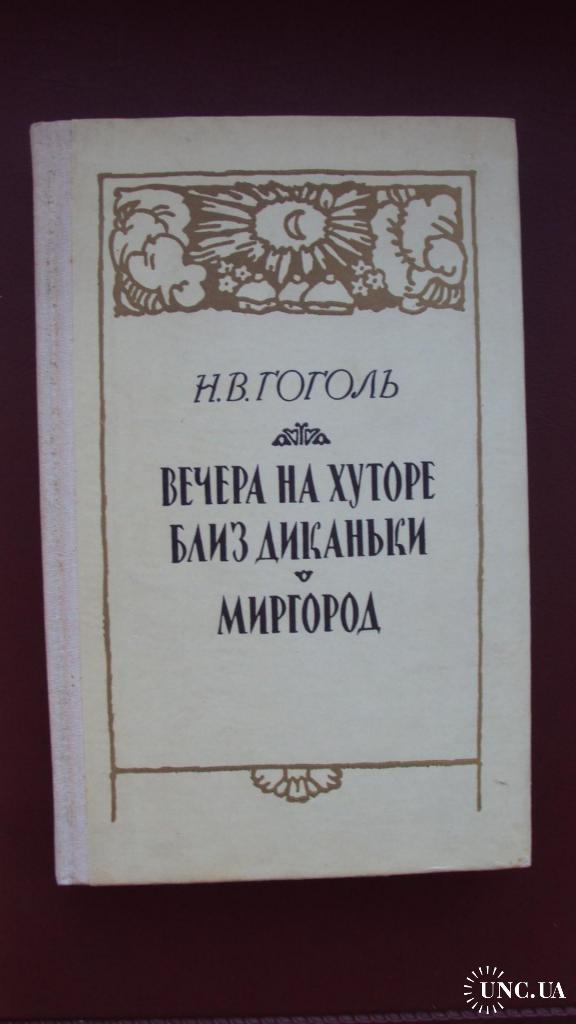 Н.В.ГОГОЛЬ
ВЕЧЕРА НА ХУТОРЕ
БЛИЗ ДИКАНЬКИ
МИРГОРОД
UNC.UA